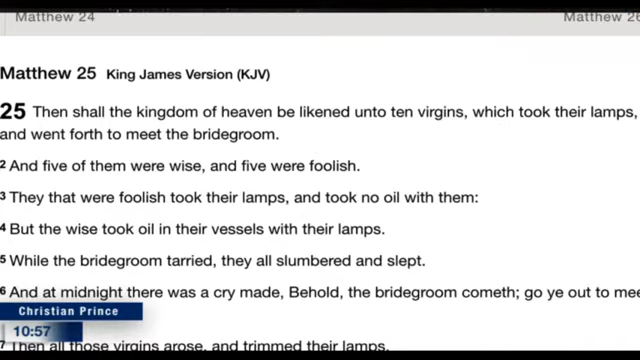 Matthew 24 Matthew 26
Matthew 25 King James Version (KJV)
25 Then shall the kingdom of heaven be likened unto ten virgins, which took their lamps,
and went forth to meet the bridegroom.
2 And five of them were wise, and five were foolish.
3 They that were foolish took their lamps, and took no oil with them:
4 But the wise took oil in their vessels with their lamps.
5 While the bridegroom tarried, they all slumbered and slept.
6 And at midnight there was a cry made, Behold, the bridegroom cometh; go ye out to mee
Christian Prince
10:57
7 Then all those virgins arose, and trimmed their lamps.